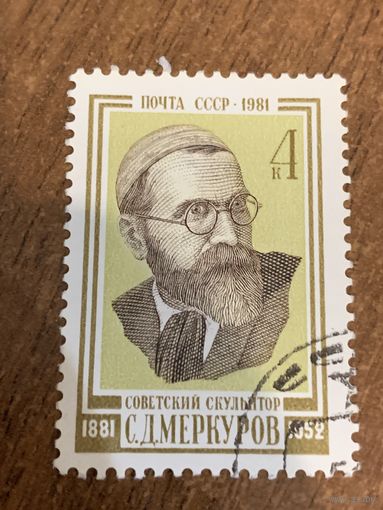 ПОЧТА СССР · 1981
4
К
СОВЕТСКИЙ СКУЛЬПТОР
1881 С.Д.МЕРКУРОВ 1952